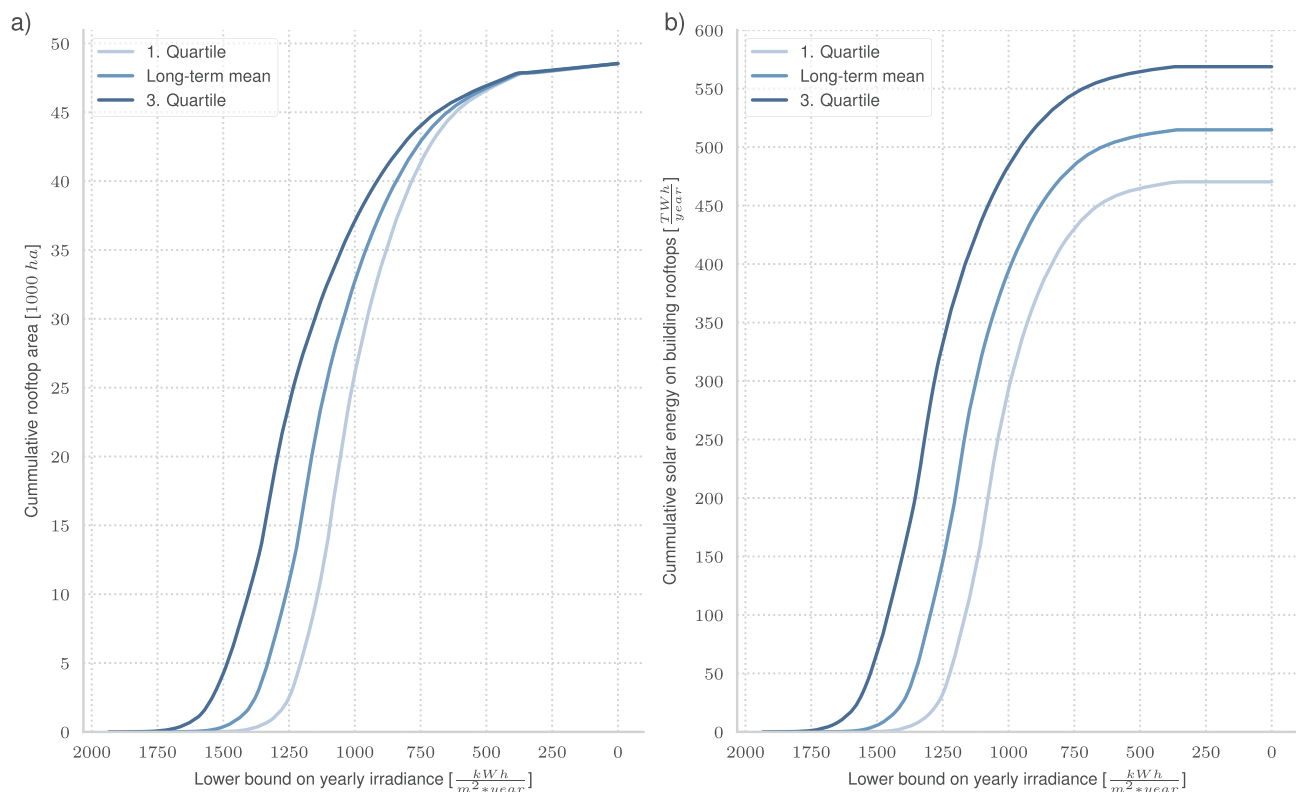 a)
50
45
40
35
30
25
20
15
10
5
0
1. Quartile
Long-term mean
3. Quartile
Cummulative rooftop area [1000 ha]
2000 1750 1500 1250 1000 750 500 250 0
Lower bound on yearly irradiance [kWh/m2*year]
b)
600
550
500
450
400
350
300
250
200
150
100
50
0
1. Quartile
Long-term mean
3. Quartile
Cummulative solar energy on building rooftops [TWh/year]
2000 1750 1500 1250 1000 750 500 250 0
Lower bound on yearly irradiance [kWh/m2*year]